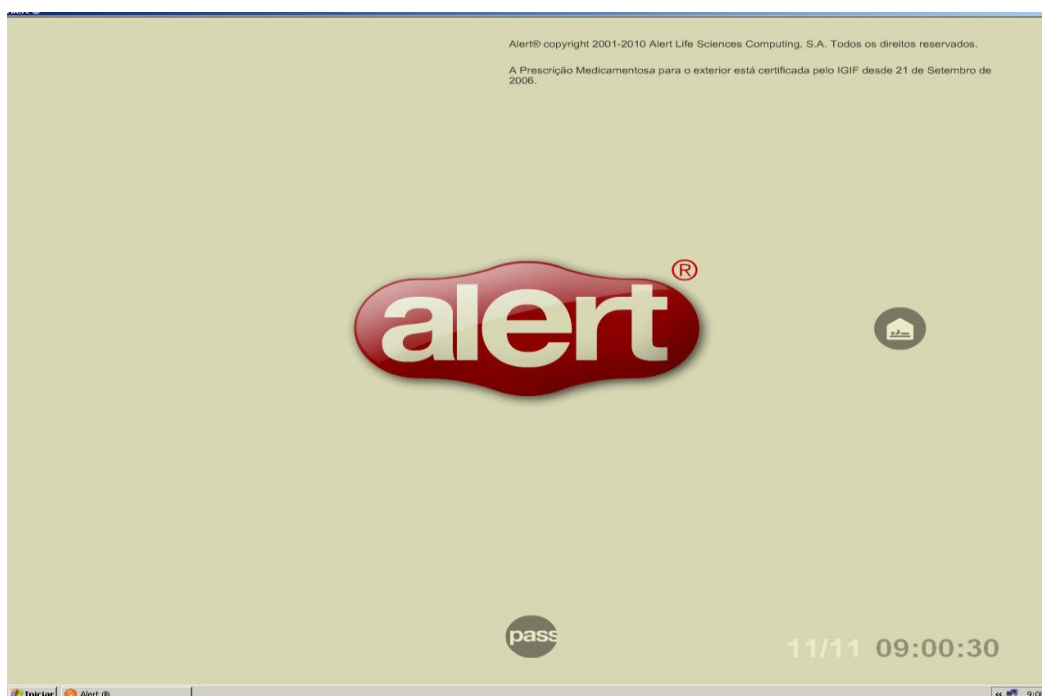 Alert ®
Alert® copyright 2001-2010 Alert Life Sciences Computing, S.A. Todos os direitos reservados.
A Prescrição Medicamentosa para o exterior está certificada pelo IGIF desde 21 de Setembro de
2006.
®
alert
pass
11/11 09:00:30
Iniciar Alert ® «